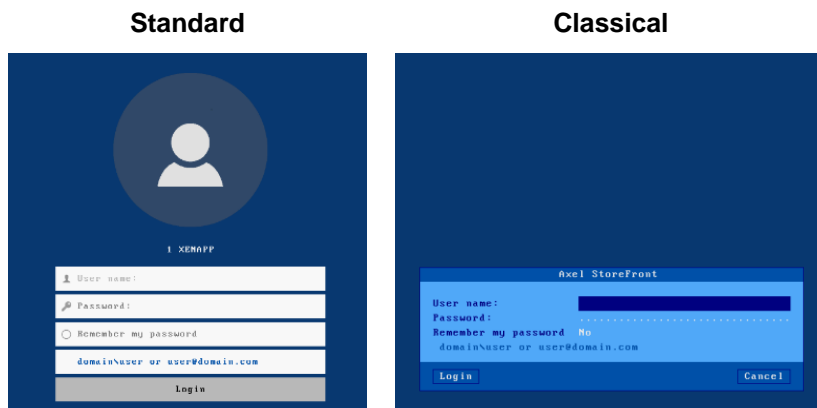 Standard
Classical
1 XENAPP
User name:
Password:
Remember my password
domain\user or user@domain.com
Login
Axel StoreFront
User name:
Password: ................................
Remember my password No
domain\user or user@domain.com
Login Cancel